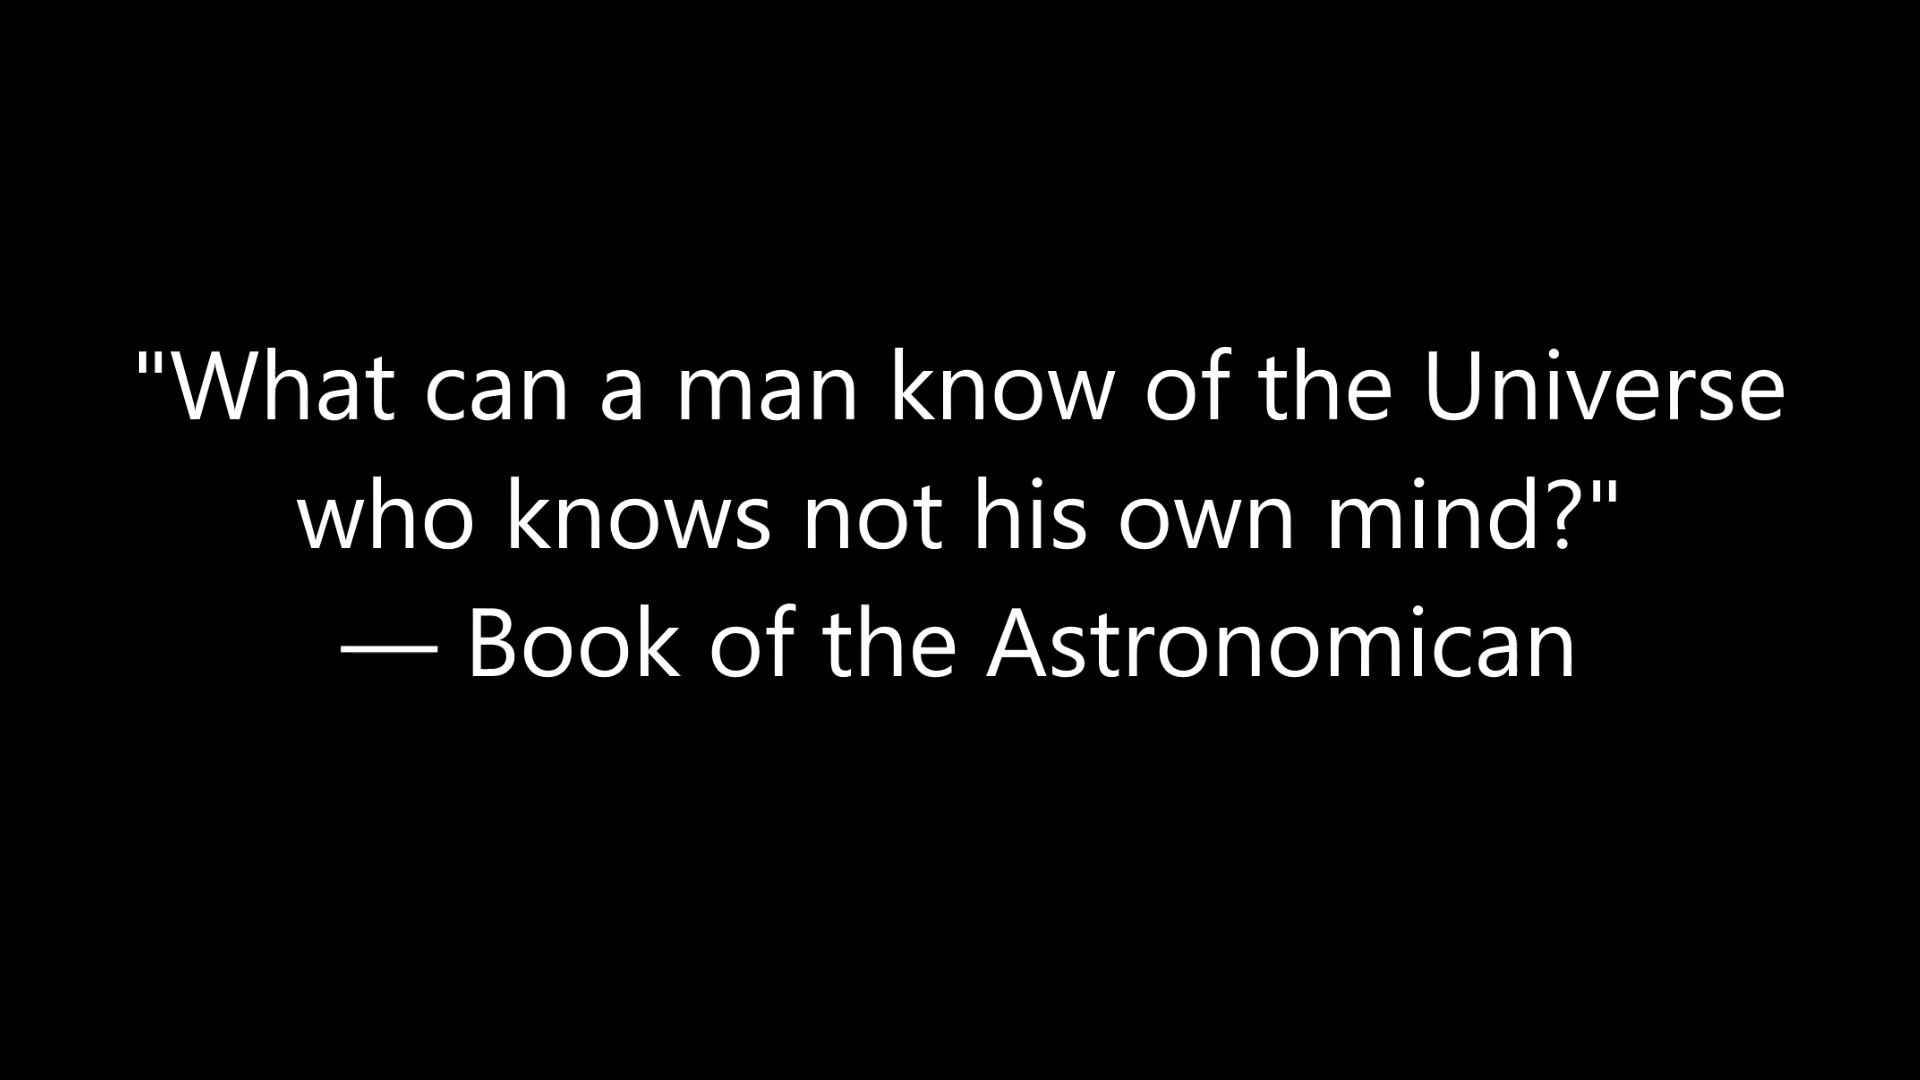 "What can a man know of the Universe
who knows not his own mind?"
— Book of the Astronomican